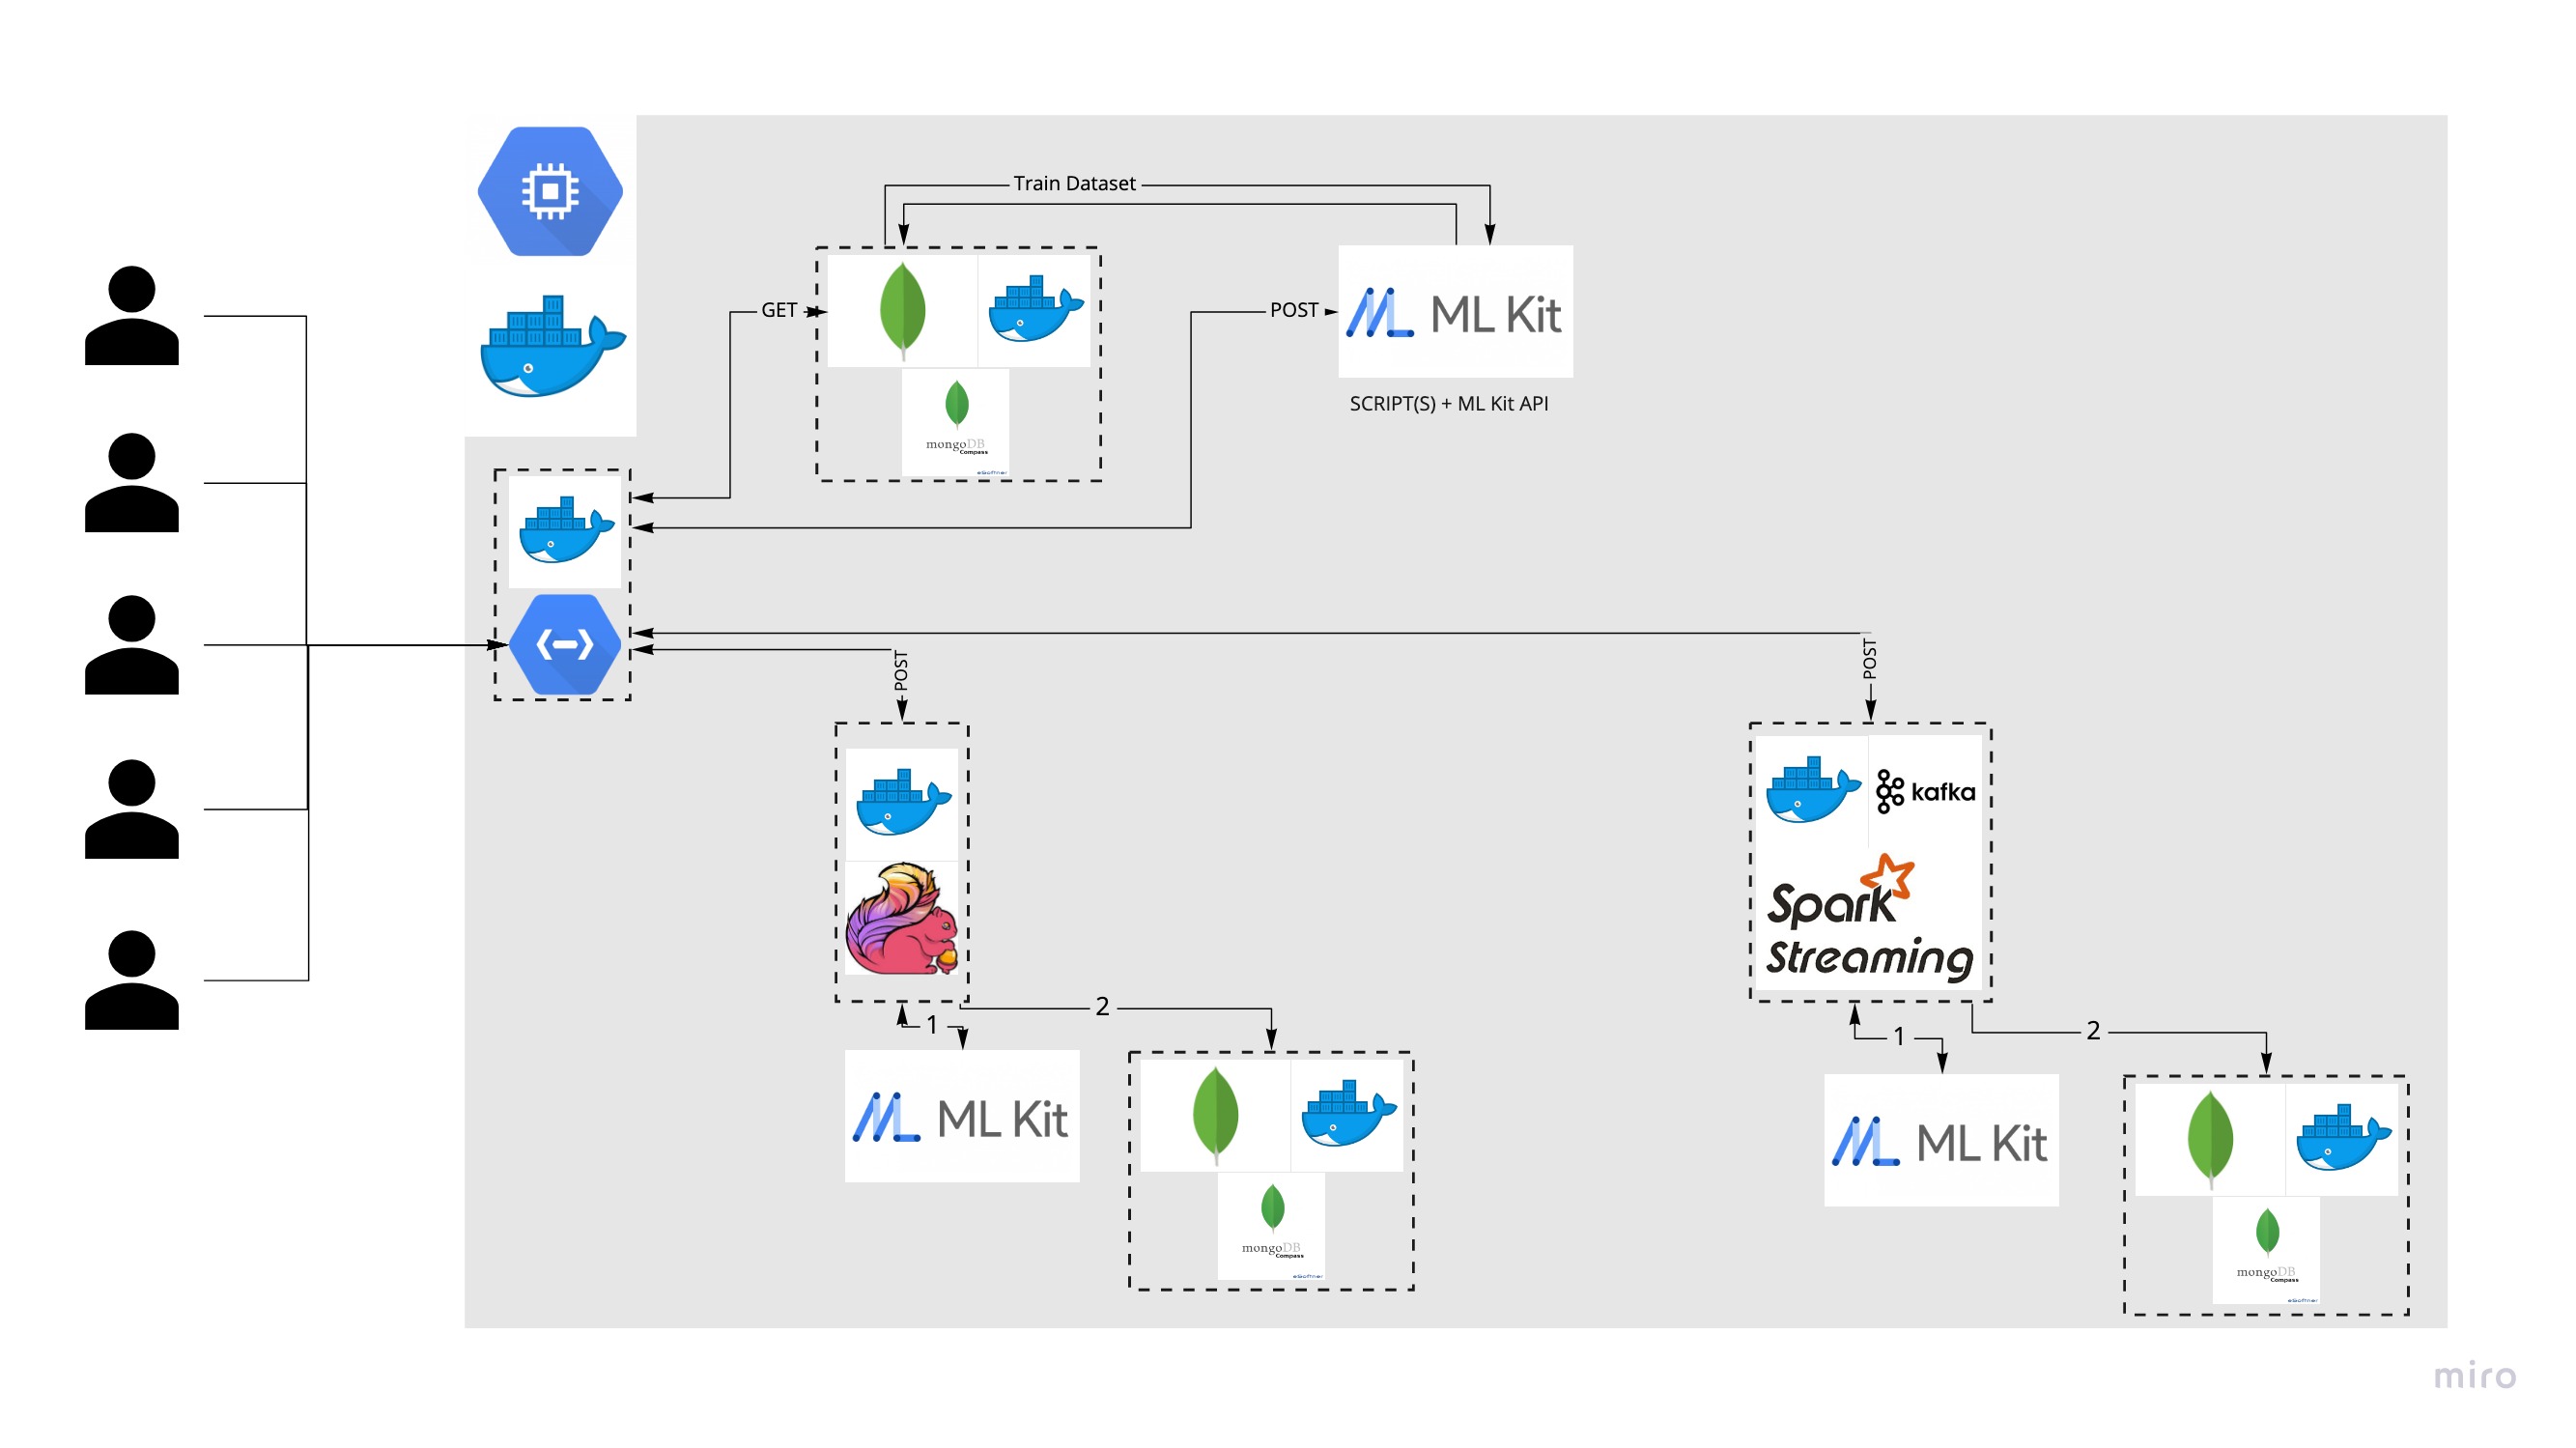 Train Dataset
GET
POST
ML Kit
SCRIPT(S) + ML Kit API
mongoDB
Compass
POST
POST
kafka
Spark
Streaming
2
1
1
2
ML Kit
ML Kit
mongoDB
Compass
mongoDB
Compass
miro